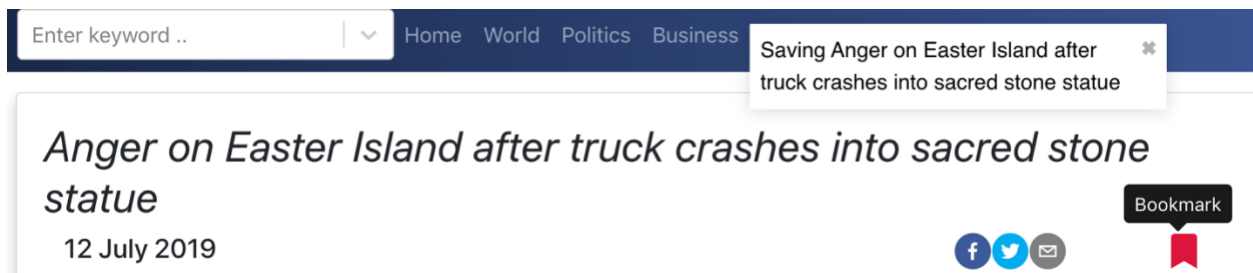 Enter keyword ..
Home World Politics Business
Saving Anger on Easter Island after
truck crashes into sacred stone statue
Anger on Easter Island after truck crashes into sacred stone
statue
Bookmark
12 July 2019